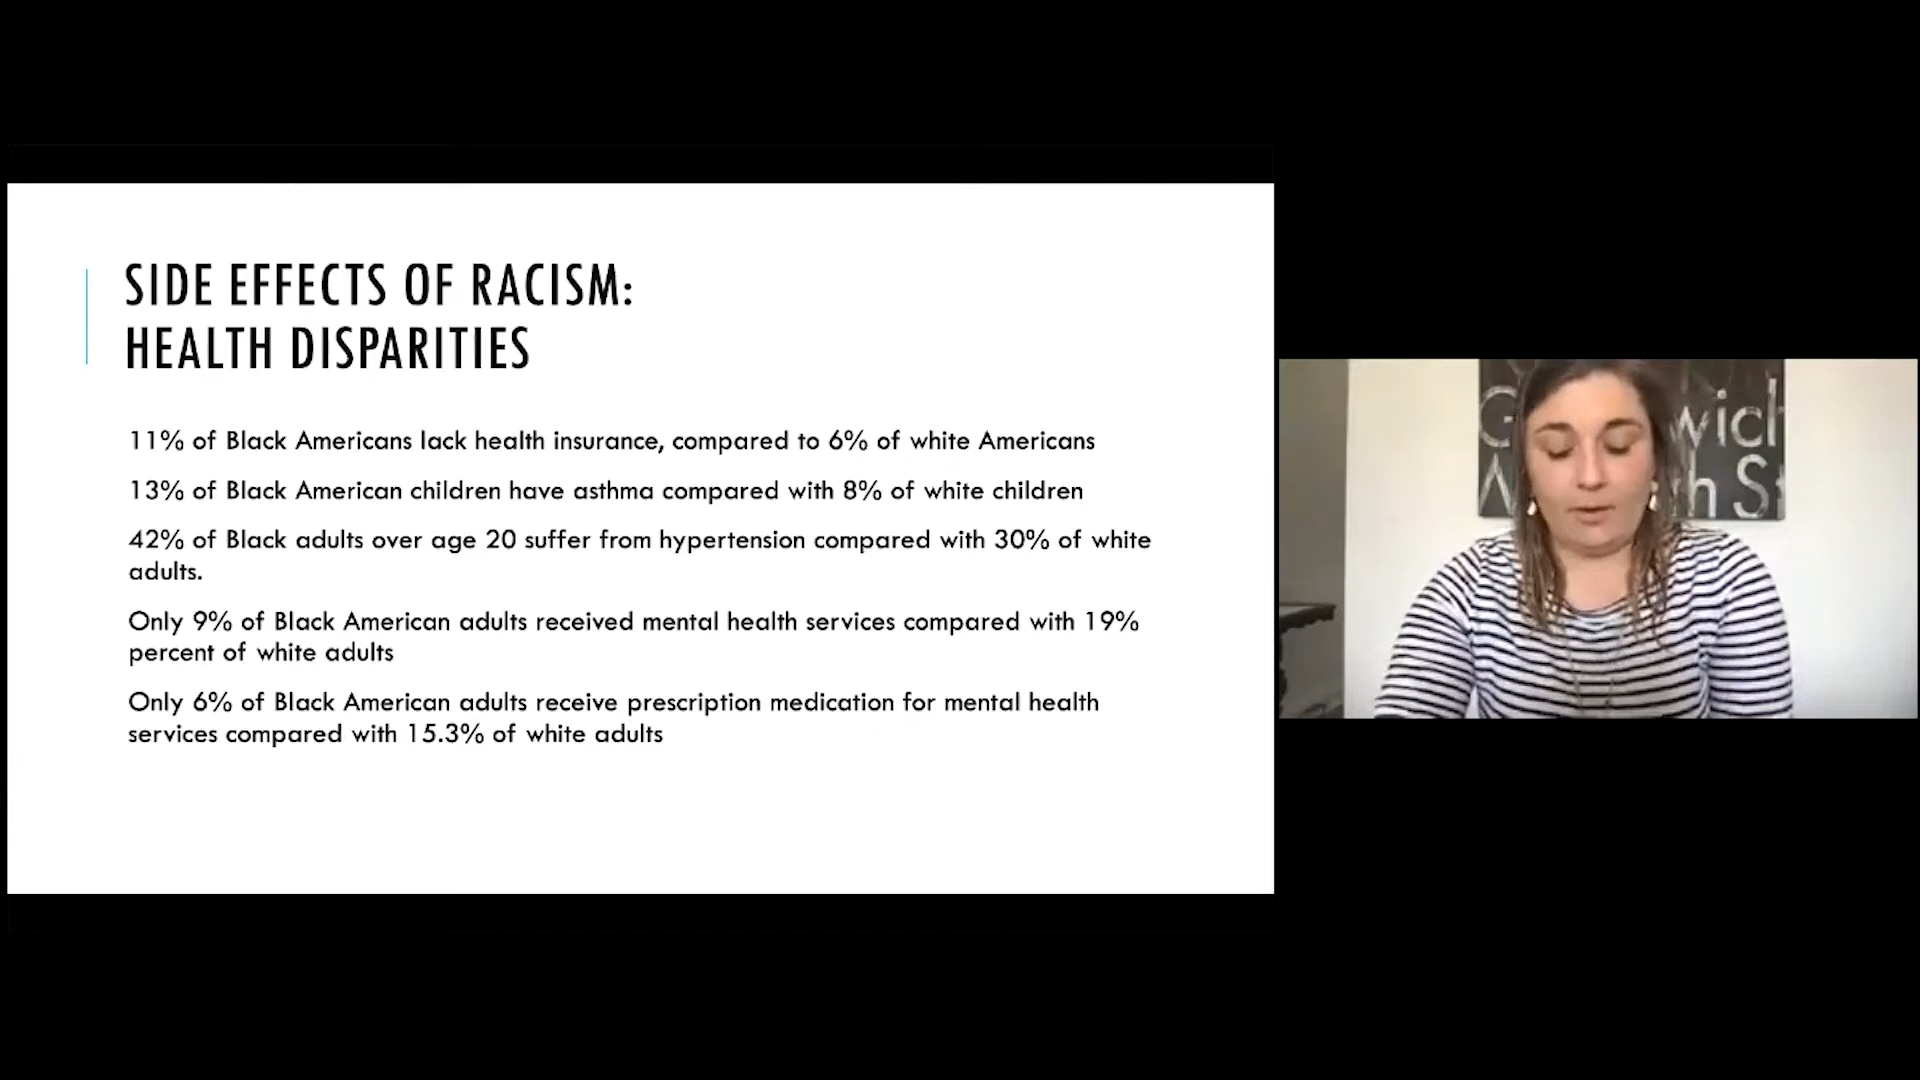 SIDE EFFECTS OF RACISM:
HEALTH DISPARITIES
11% of Black Americans lack health insurance, compared to 6% of white Americans
13% of Black American children have asthma compared with 8% of white children
42% of Black adults over age 20 suffer from hypertension compared with 30% of white
adults.
Only 9% of Black American adults received mental health services compared with 19%
percent of white adults
Only 6% of Black American adults receive prescription medication for mental health
services compared with 15.3% of white adults